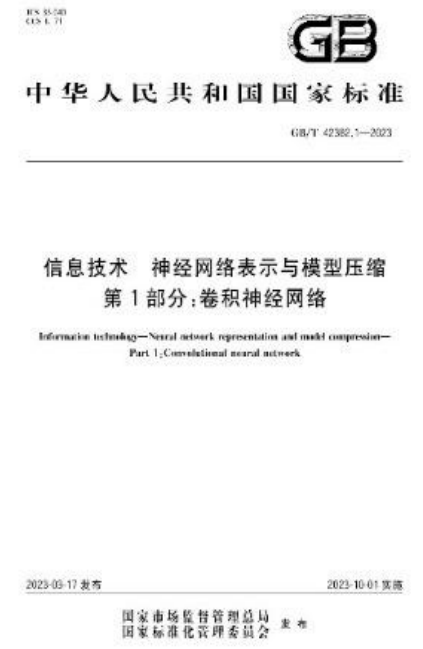 GB
中华人民共和国国家标准
GB/T 42382.1—2023
信息技术 神经网络表示与模型压缩
第1部分:卷积神经网络
Information technology—Neural network representation and model compression—
Part 1:Convolutional neural network
2023-03-17 发布
2023-10-01 实施
国家市场监督管理总局
国家标准化管理委员会
发布